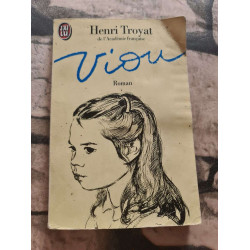 J'AI LU
Henri Troyat
de l'Académie française
Viou
Roman